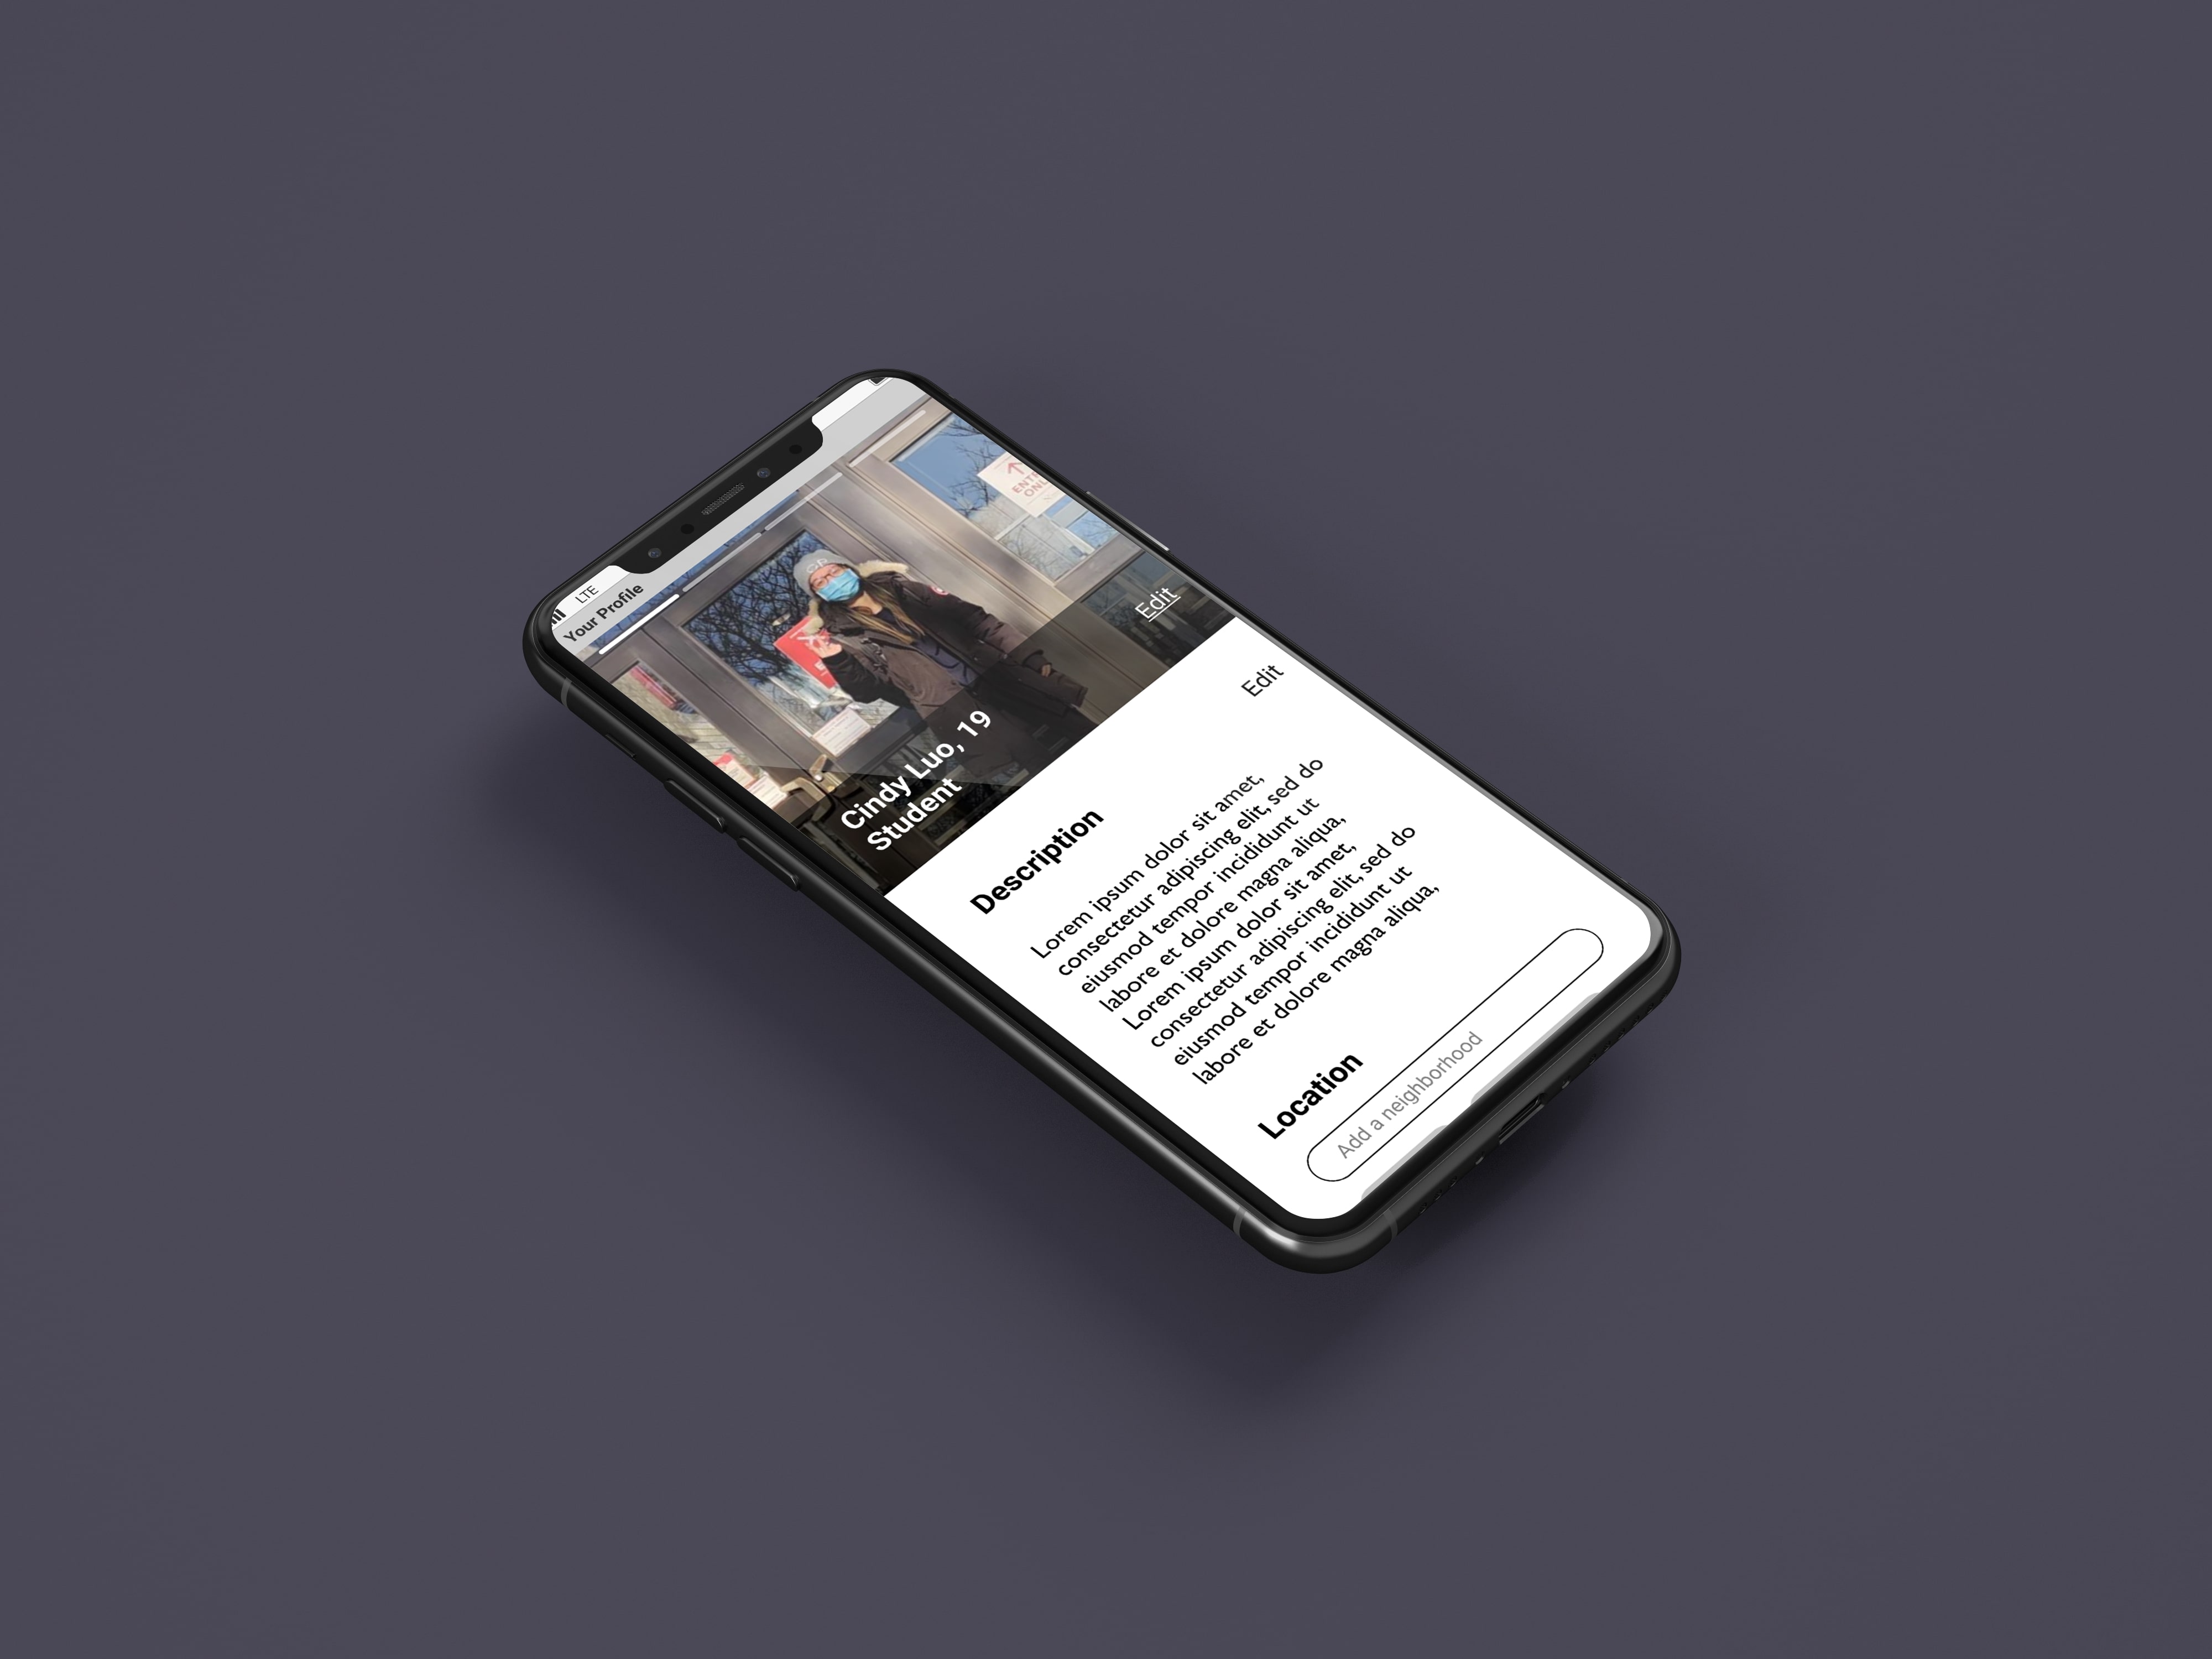 LTE
Your Profile
ENTER
ONLY
Edit
Cindy Luo, 19
Student
Edit
Description
Lorem ipsum dolor sit amet,
consectetur adipiscing elit, sed do
eiusmod tempor incididunt ut
labore et dolore magna aliqua,
Lorem ipsum dolor sit amet,
consectetur adipiscing elit, sed do
eiusmod tempor incididunt ut
labore et dolore magna aliqua,
Location
Add a neighborhood